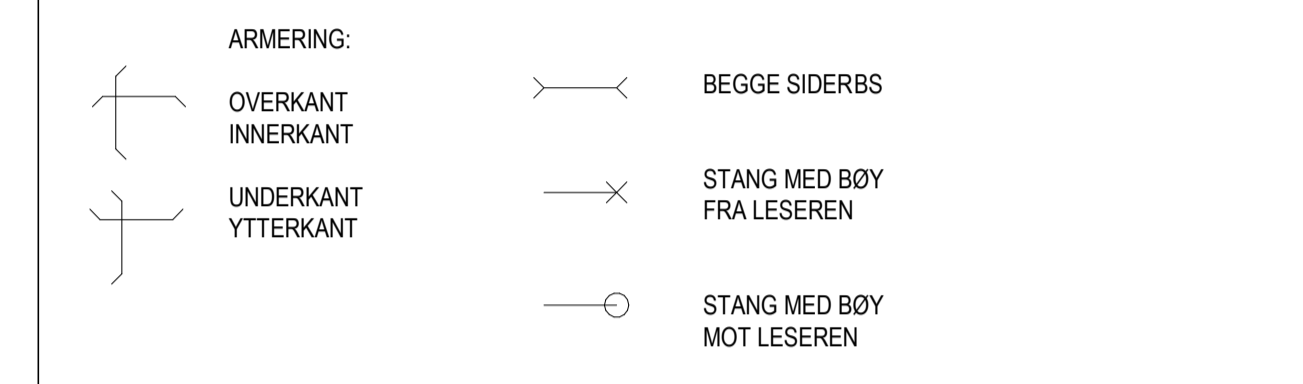 ARMERING:
OVERKANT
INNERKANT
UNDERKANT
YTTERKANT
BEGGE SIDERBS
STANG MED BØY
FRA LESEREN
STANG MED BØY
MOT LESEREN